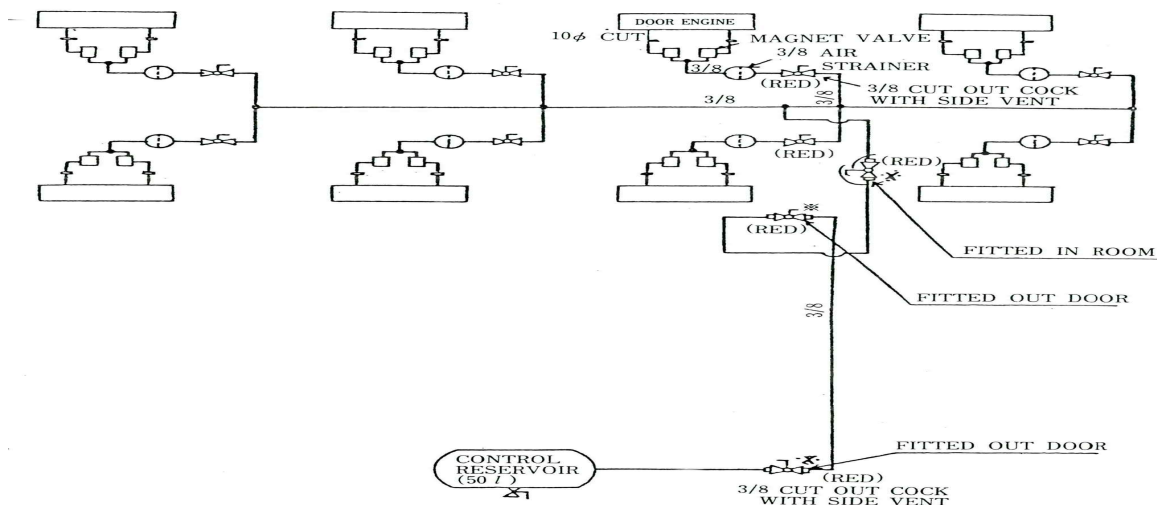 DOOR ENGINE
10φ CUT
MAGNET VALVE
3/8 AIR
STRAINER
3/8
(RED)
3/8 CUT OUT COCK
WITH SIDE VENT
3/8
3/8
(RED)
(RED)
(RED)
FITTED IN ROOM
FITTED OUT DOOR
3/8
FITTED OUT DOOR
CONTROL
RESERVOIR
(50 l)
(RED)
3/8 CUT OUT COCK
WITH SIDE VENT